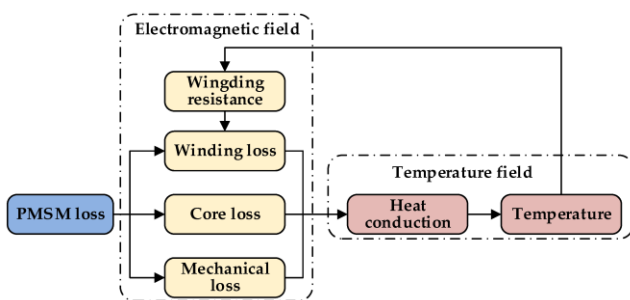 Electromagnetic field
Wingding
resistance
Winding loss
Temperature field
PMSM loss
Core loss
Heat
conduction
Temperature
Mechanical
loss